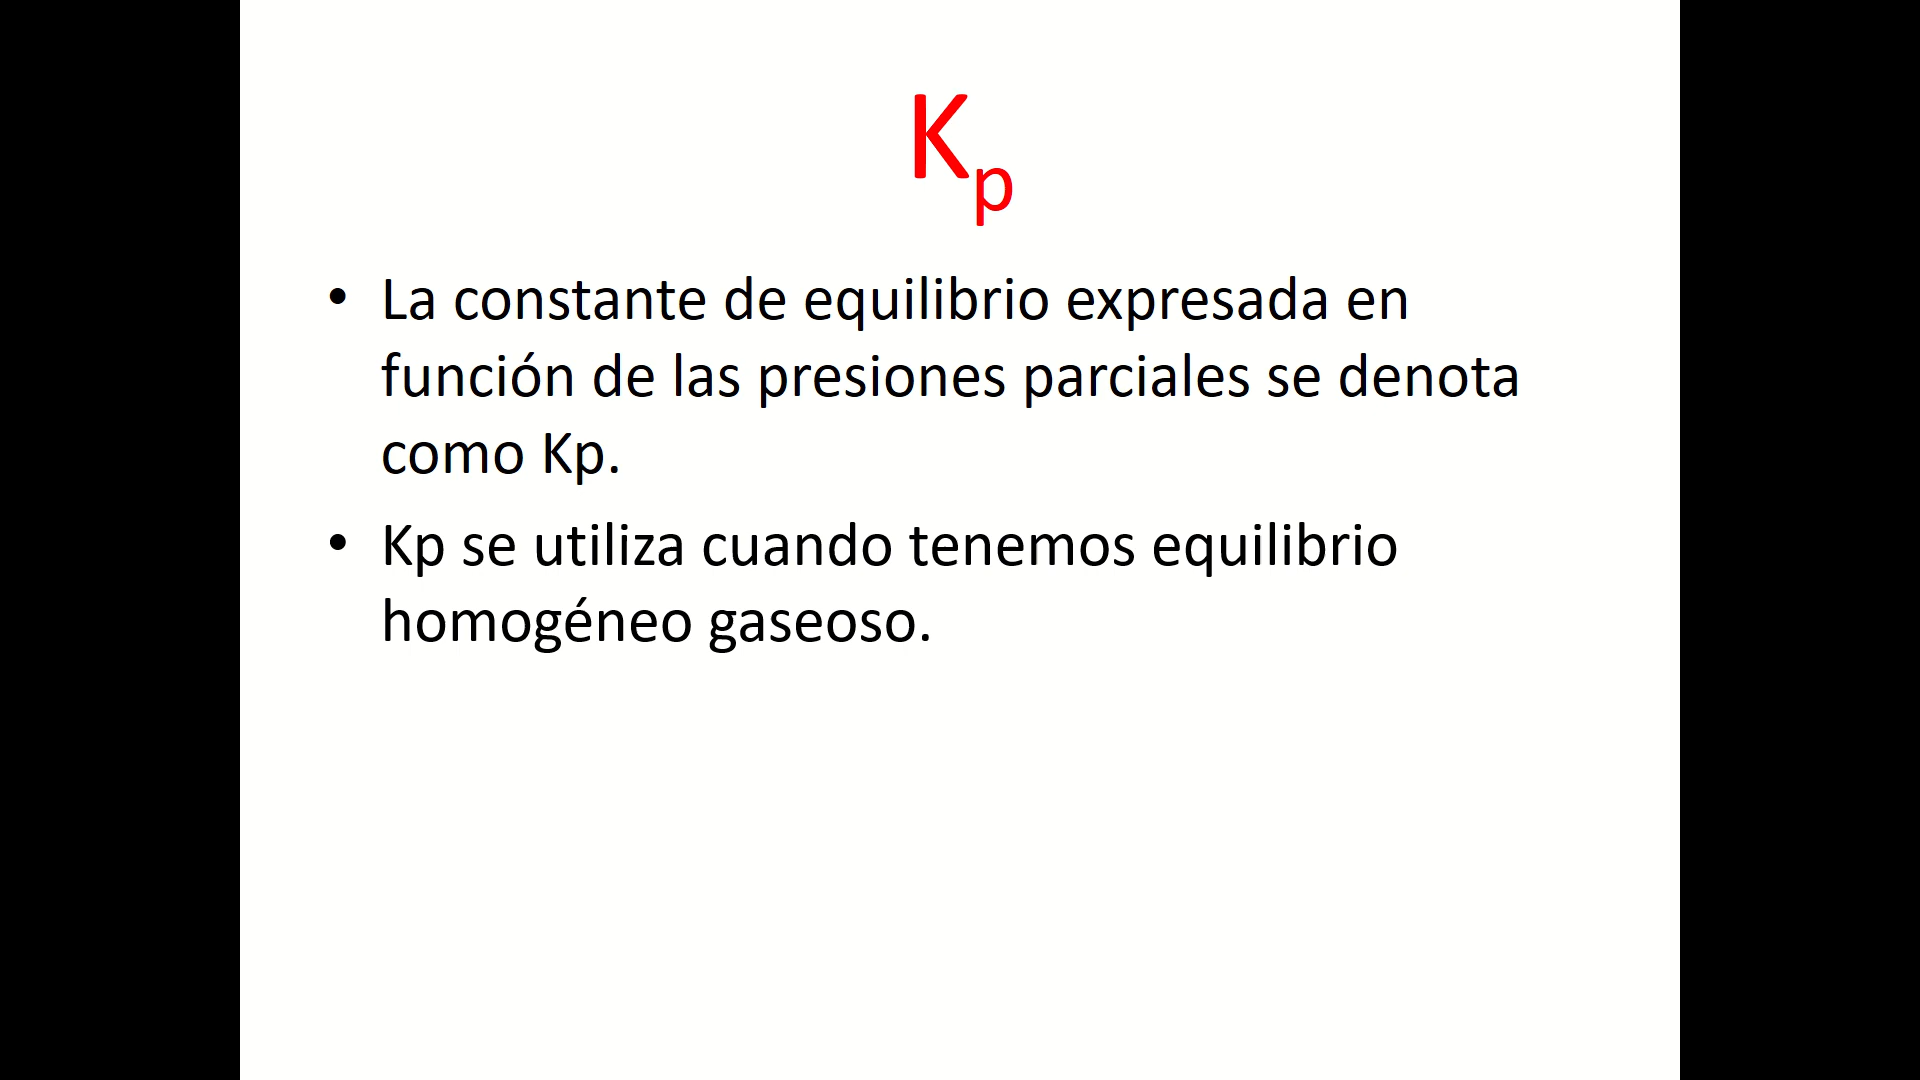 Kp
• La constante de equilibrio expresada en
función de las presiones parciales se denota
como Kp.
• Kp se utiliza cuando tenemos equilibrio
homogéneo gaseoso.